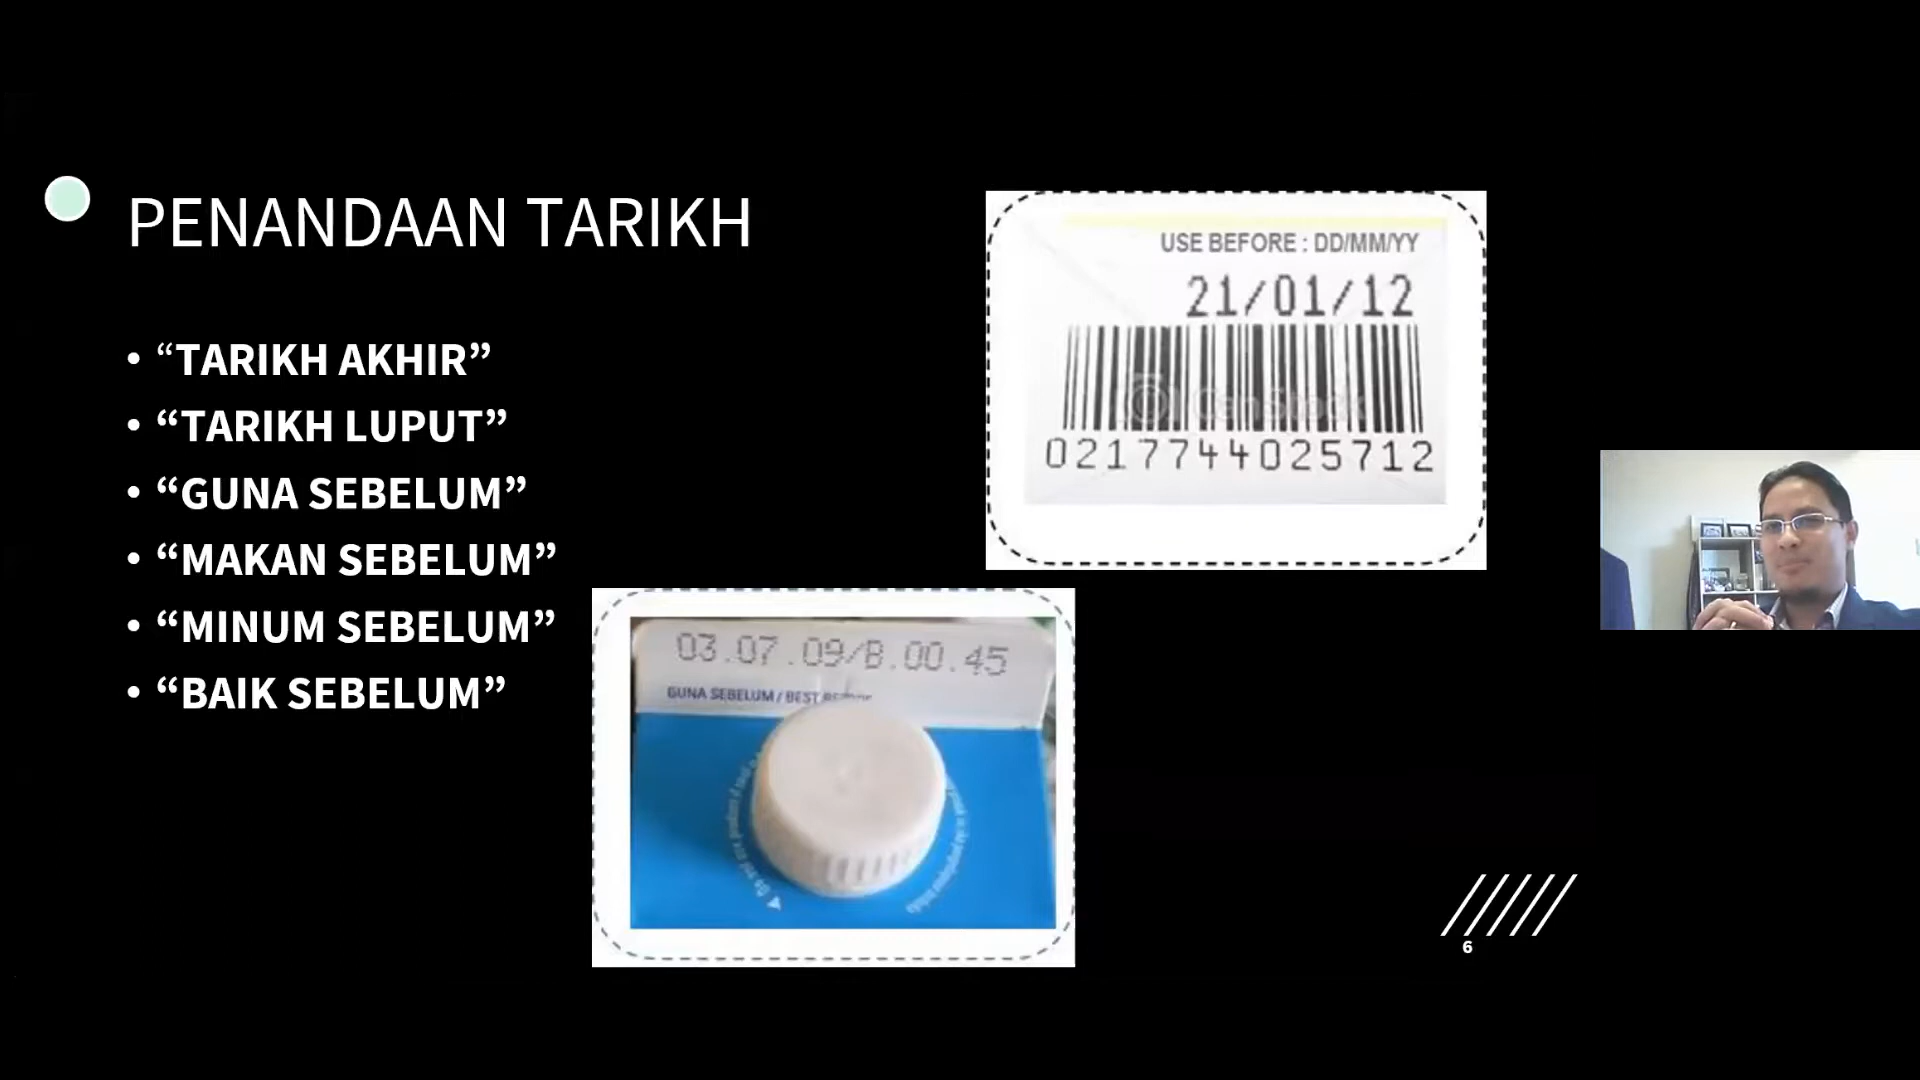 PENANDAAN TARIKH
• “TARIKH AKHIR”
• “TARIKH LUPUT”
• “GUNA SEBELUM”
• “MAKAN SEBELUM”
• “MINUM SEBELUM”
• “BAIK SEBELUM”
USE BEFORE : DD/MM/YY
21/01/12
CanStock
0217744025712
03.07.09/B.00.45
GUNA SEBELUM / BEST
6